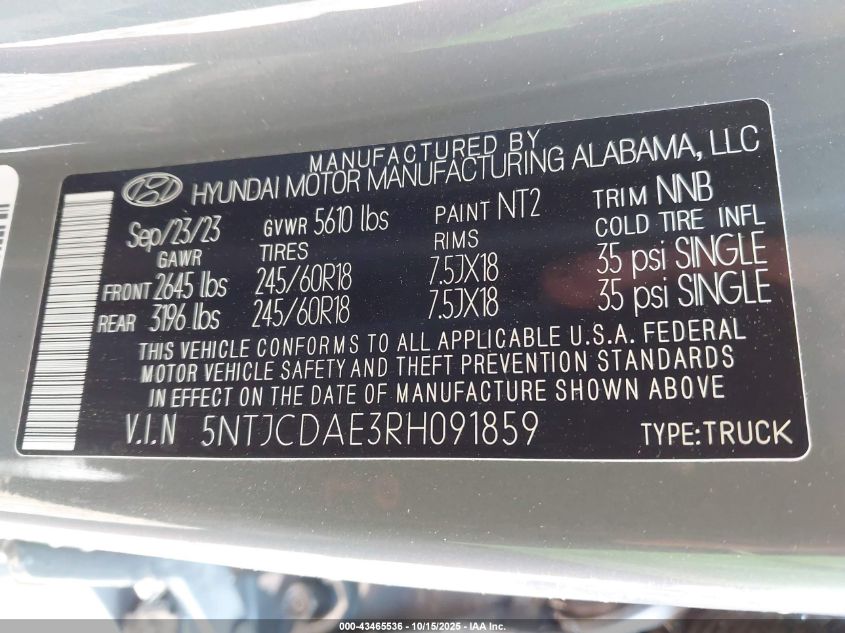 MANUFACTURED BY
HYUNDAI MOTOR MANUFACTURING ALABAMA, LLC
Sep/23/23 GVWR 5610 lbs PAINT NT2 TRIM NNB
GAWR TIRES RIMS COLD TIRE INFL
FRONT 2645 lbs 245/60R18 7.5JX18 35 psi SINGLE
REAR 3196 lbs 245/60R18 7.5JX18 35 psi SINGLE
THIS VEHICLE CONFORMS TO ALL APPLICABLE U.S.A. FEDERAL
MOTOR VEHICLE SAFETY AND THEFT PREVENTION STANDARDS
IN EFFECT ON THE DATE OF MANUFACTURE SHOWN ABOVE
V.I.N 5NTJCDAE3RH091859 TYPE:TRUCK
000-43465536 - 10/15/2025 - © IAA Inc.